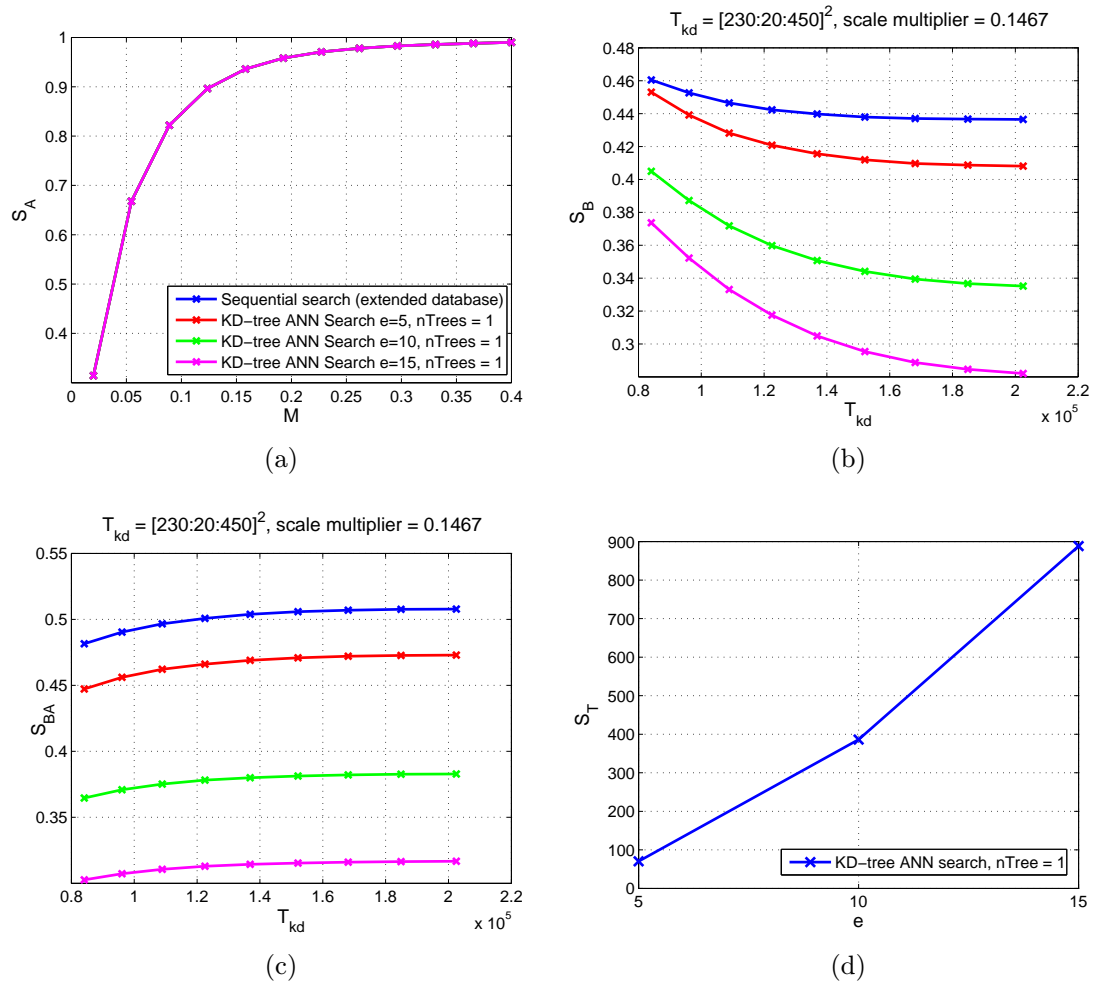 1
0.9
0.8
0.7
0.6
0.5
0.4
S_A
Sequential search (extended database)
KD−tree ANN Search e=5, nTrees = 1
KD−tree ANN Search e=10, nTrees = 1
KD−tree ANN Search e=15, nTrees = 1
0 0.05 0.1 0.15 0.2 0.25 0.3 0.35 0.4
M
(a)
T_kd = [230:20:450]^2, scale multiplier = 0.1467
0.48
0.46
0.44
0.42
0.4
0.38
0.36
0.34
0.32
0.3
S_B
0.8 1 1.2 1.4 1.6 1.8 2 2.2
x 10^5
T_kd
(b)
T_kd = [230:20:450]^2, scale multiplier = 0.1467
0.55
0.5
0.45
0.4
0.35
S_BA
0.8 1 1.2 1.4 1.6 1.8 2 2.2
x 10^5
T_kd
(c)
900
800
700
600
500
400
300
200
100
0
S_T
KD−tree ANN search, nTree = 1
5 10 15
e
(d)